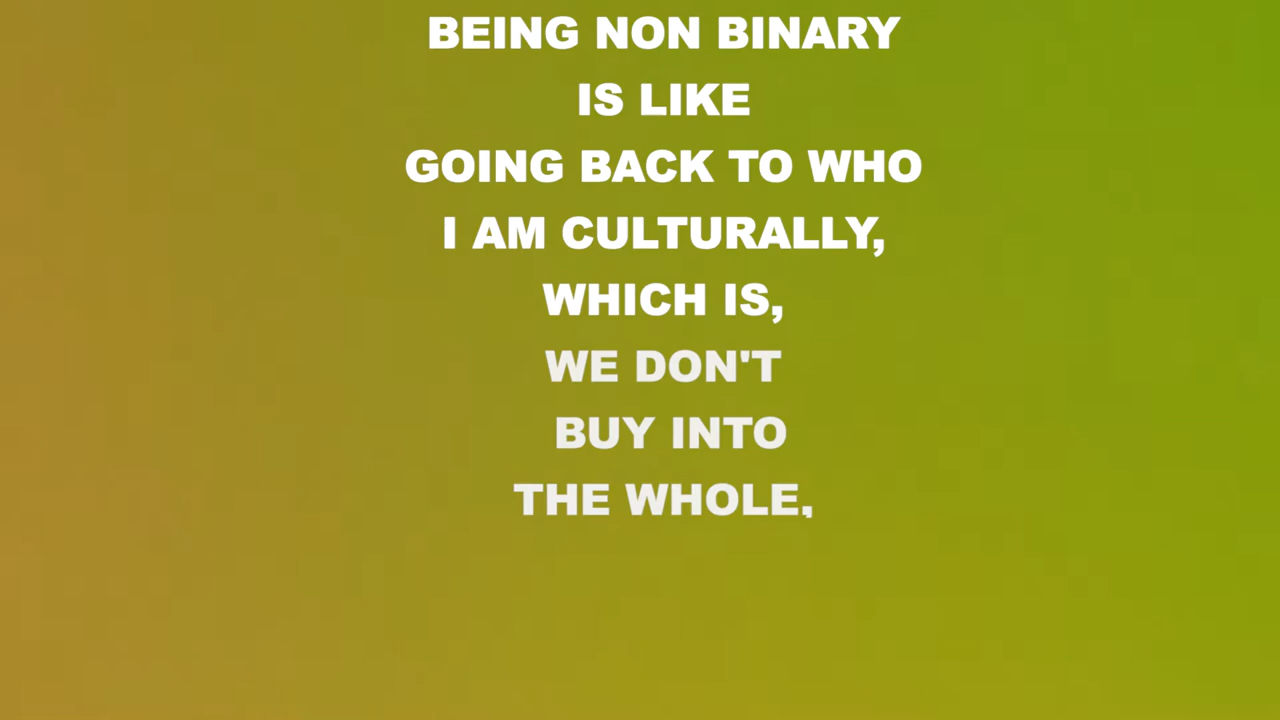 BEING NON BINARY
IS LIKE
GOING BACK TO WHO
I AM CULTURALLY,
WHICH IS,
WE DON'T
BUY INTO
THE WHOLE,